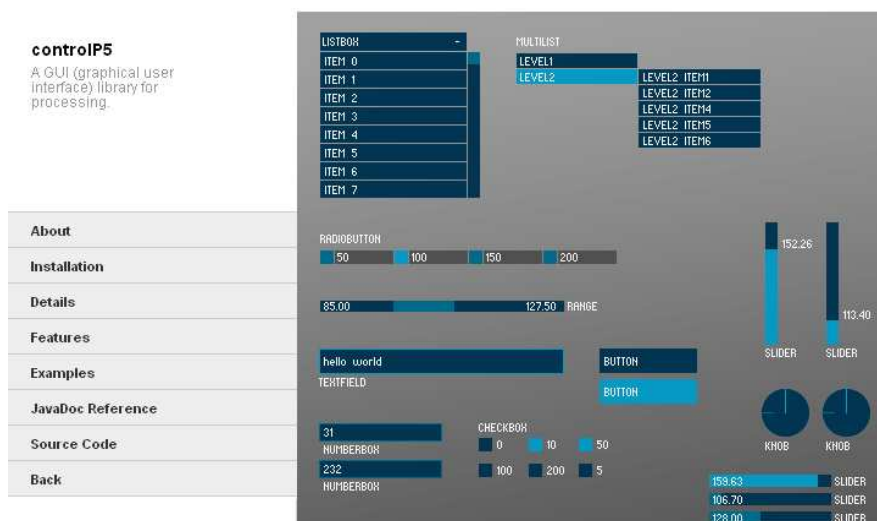 controlP5
A GUI (graphical user
interface) library for
processing.
About
Installation
Details
Features
Examples
JavaDoc Reference
Source Code
Back
LISTBOX -
ITEM 0
ITEM 1
ITEM 2
ITEM 3
ITEM 4
ITEM 5
ITEM 6
ITEM 7
MULTILIST
LEVEL1
LEVEL2
LEVEL2 ITEM1
LEVEL2 ITEM2
LEVEL2 ITEM4
LEVEL2 ITEM5
LEVEL2 ITEM6
RADIOBUTTON
50 100 150 200
85.00 127.50 RANGE
hello world
TEXTFIELD
BUTTON
BUTTON
31
NUMBERBOX
232
NUMBERBOX
CHECKBOX
0 10 50
100 200 5
152.26
SLIDER
113.40
SLIDER
KNOB KNOB
159.63 SLIDER
106.70 SLIDER
128.00 SLIDER